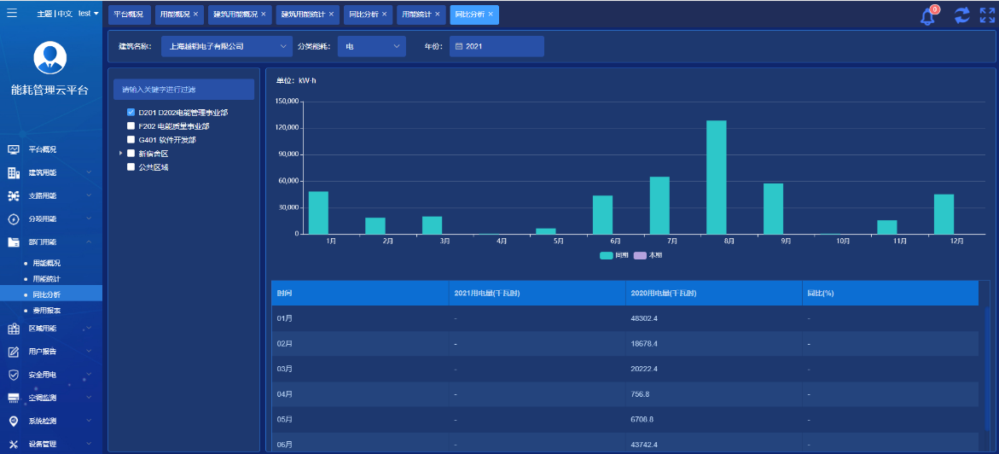 主题 | 中文 test
平台概况 用能概况 × 建筑用能概况 × 建筑用能统计 × 同比分析 × 用能统计 × 同比分析 ×
0
能耗管理云平台
平台概况
建筑用能
支路用能
分项用能
部门用能
用能概况
用能统计
同比分析
费用报表
区域用能
用户报告
安全用电
空调监测
系统检测
设备管理
建筑名称: 分类能耗: 电 年份: 2021
请输入关键字进行过滤
D201 D202电能管理事业部
F202 电能质量事业部
G401 软件开发部
新宿舍区
公共区域
单位: kW·h
150,000
120,000
90,000
60,000
30,000
0
1月 2月 3月 4月 5月 6月 7月 8月 9月 10月 11月 12月
同期 本期
时间 2021用电量(千瓦时) 2020用电量(千瓦时) 同比(%)
01月 - 48302.4 -
02月 - 18678.4 -
03月 - 20222.4 -
04月 - 756.8 -
05月 - 6708.8 -
06月 - 43742.4 -